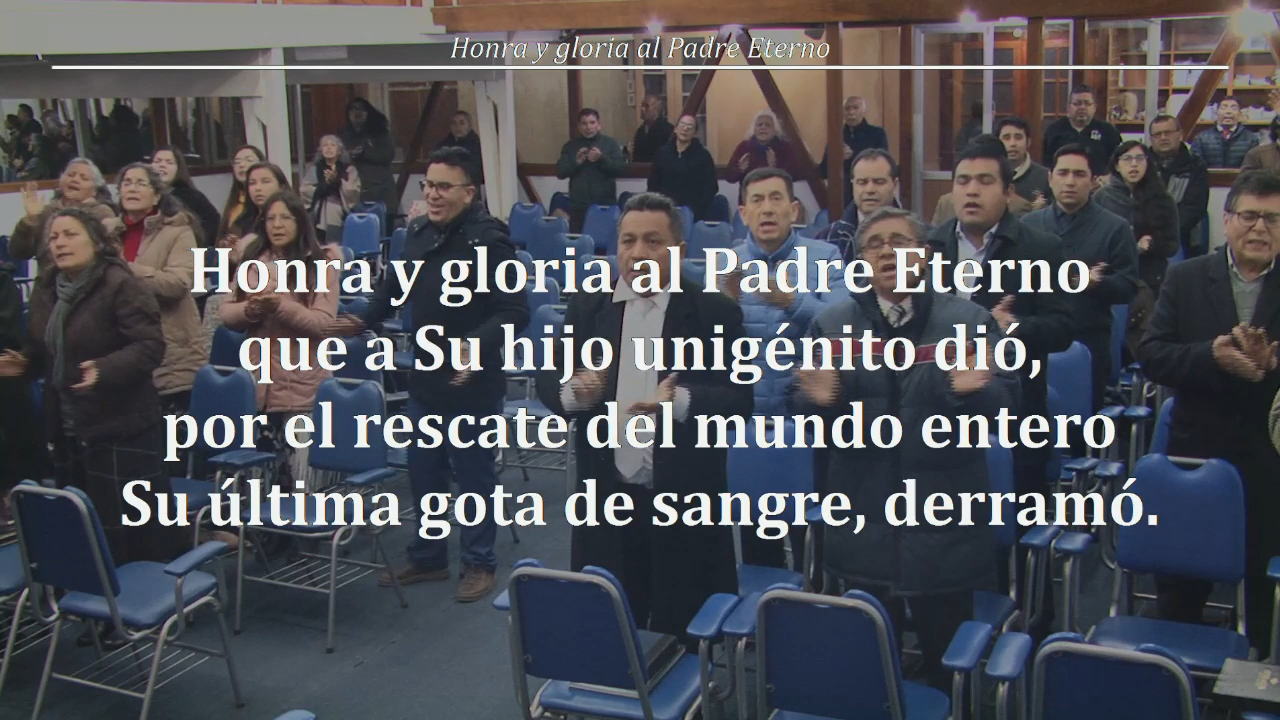 Honra y gloria al Padre Eterno
Honra y gloria al Padre Eterno
que a Su hijo unigénito dió,
por el rescate del mundo entero
Su última gota de sangre, derramó.